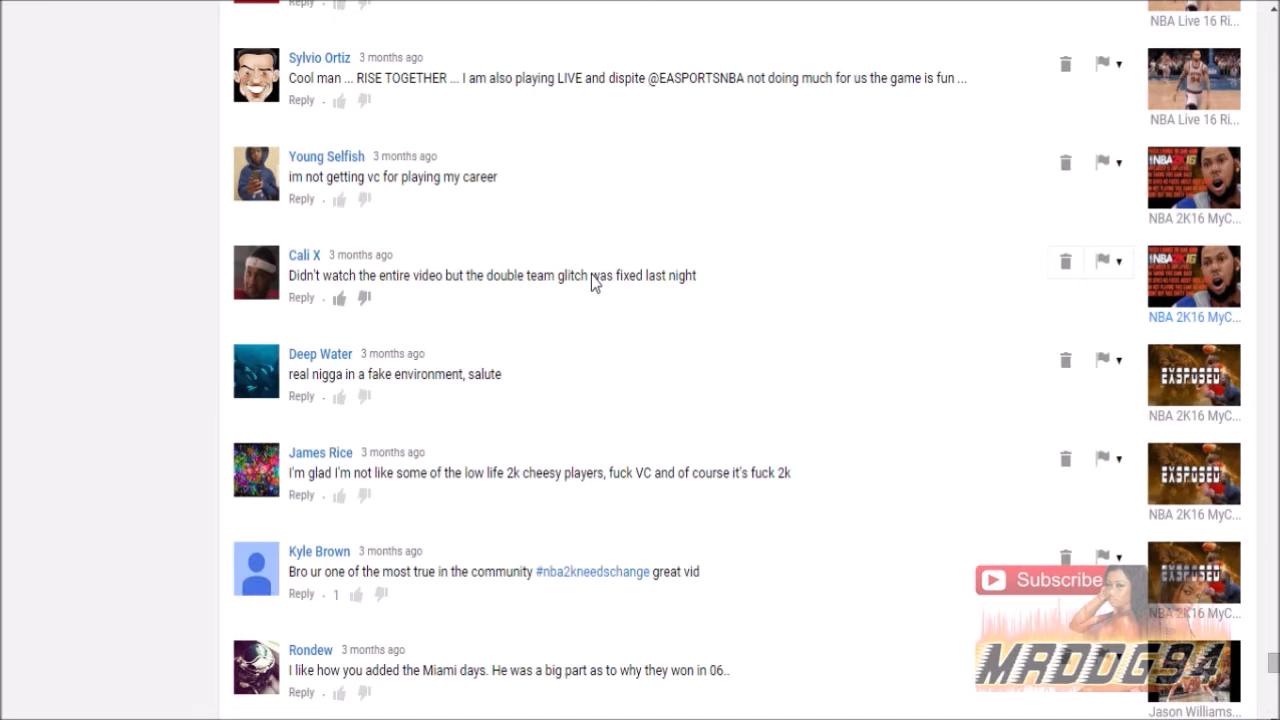 Reply
NBA Live 16 Ri...
Sylvio Ortiz 3 months ago
Cool man ... RISE TOGETHER ... I am also playing LIVE and dispite @EASPORTSNBA not doing much for us the game is fun ...
Reply
NBA Live 16 Ri...
Young Selfish 3 months ago
im not getting vc for playing my career
Reply
NBA2K16
NBA 2K16 MyC...
Cali X 3 months ago
Didn't watch the entire video but the double team glitch was fixed last night
Reply
NBA2K16
NBA 2K16 MyC...
Deep Water 3 months ago
real nigga in a fake environment, salute
Reply
EXSPOSED
NBA 2K16 MyC...
James Rice 3 months ago
I'm glad I'm not like some of the low life 2k cheesy players, fuck VC and of course it's fuck 2k
Reply
EXSPOSED
NBA 2K16 MyC...
Kyle Brown 3 months ago
Bro ur one of the most true in the community #nba2kneedschange great vid
Reply 1
EXSPOSED
Subscribe
NBA 2K16 MyC...
Rondew 3 months ago
I like how you added the Miami days. He was a big part as to why they won in 06..
Reply
MRDDG94
Jason Williams...